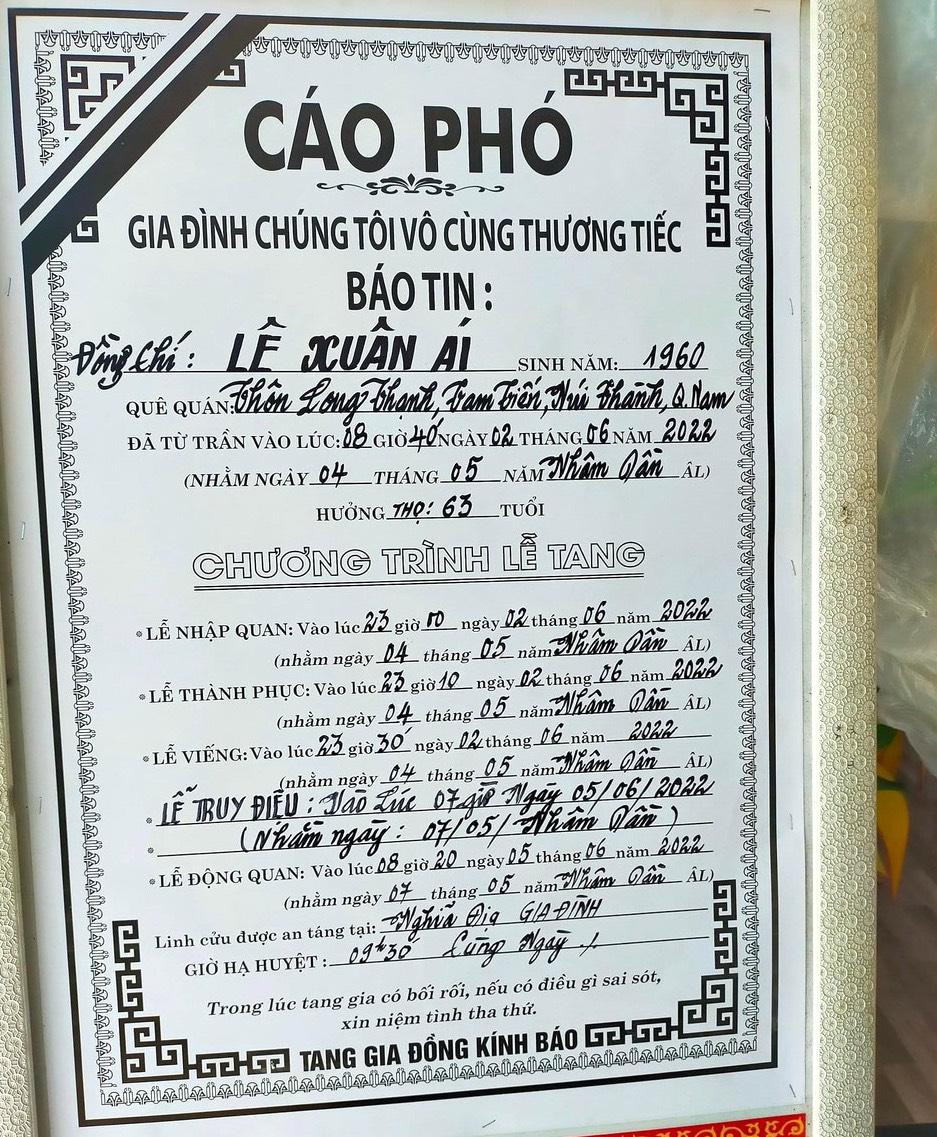 CÁO PHÓ
GIA ĐÌNH CHÚNG TÔI VÔ CÙNG THƯƠNG TIẾC
BÁO TIN :
Đồng chí: LÊ XUÂN ÁI SINH NĂM: 1960
QUÊ QUÁN: Thôn Long Thạnh, Tam Tiến, Núi Thành, Q.Nam
ĐÃ TỪ TRẦN VÀO LÚC: 08 GIỜ 40' NGÀY 02 THÁNG 06 NĂM 2022
(NHẰM NGÀY 04 THÁNG 05 NĂM Nhâm Dần ÂL)
HƯỞNG THỌ: 63 TUỔI
CHƯƠNG TRÌNH LỄ TANG
* LỄ NHẬP QUAN: Vào lúc 23 giờ 00 ngày 02 tháng 06 năm 2022
(nhằm ngày 04 tháng 05 năm Nhâm Dần ÂL)
* LỄ THÀNH PHỤC: Vào lúc 23 giờ 10 ngày 02 tháng 06 năm 2022
(nhằm ngày 04 tháng 05 năm Nhâm Dần ÂL)
* LỄ VIẾNG: Vào lúc 23 giờ 30' ngày 02 tháng 06 năm 2022
(nhằm ngày 04 tháng 05 năm Nhâm Dần ÂL)
* LỄ TRUY ĐIỆU : Vào Lúc 07 giờ Ngày 05/06/2022
* (Nhằm ngày : 07/05/ Nhâm Dần)
* LỄ ĐỘNG QUAN: Vào lúc 08 giờ 20 ngày 05 tháng 06 năm 2022
(nhằm ngày 07 tháng 05 năm Nhâm Dần ÂL)
Linh cửu được an táng tại: Nghĩa Địa GIA ĐÌNH
GIỜ HẠ HUYỆT : 09h30' Cùng Ngày ./
Trong lúc tang gia có bối rối, nếu có điều gì sai sót,
xin niệm tình tha thứ.
TANG GIA ĐỒNG KÍNH BÁO